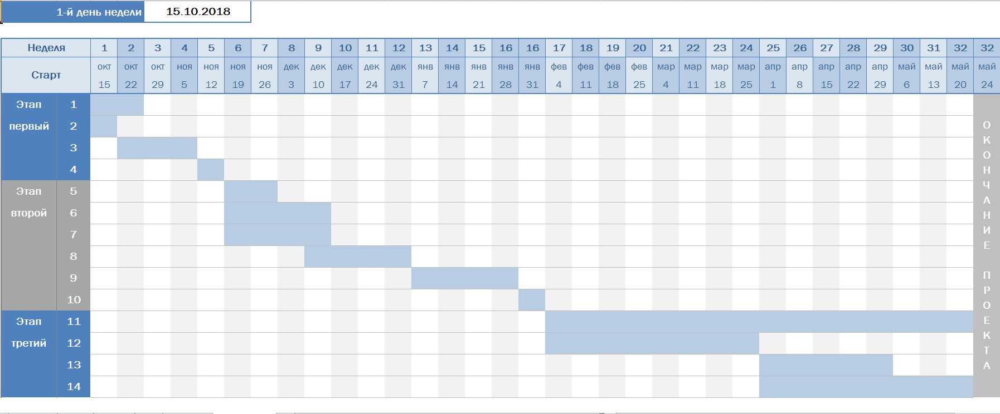 1-й день недели 15.10.2018
Неделя 1 2 3 4 5 6 7 8 9 10 11 12 13 14 15 16 16 17 18 19 20 21 22 23 24 25 26 27 28 29 30 31 32 32
Старт
окт окт окт ноя ноя ноя ноя дек дек дек дек дек янв янв янв янв янв фев фев фев фев мар мар мар мар апр апр апр апр апр май май май май
15 22 29 5 12 19 26 3 10 17 24 31 7 14 21 28 31 4 11 18 25 4 11 18 25 1 8 15 22 29 6 13 20 24
Этап 1
первый 2
3
4
Этап 5
второй 6
7
8
9
10
Этап 11
третий 12
13
14
ОКОНЧАНИЕ ПРОЕКТА